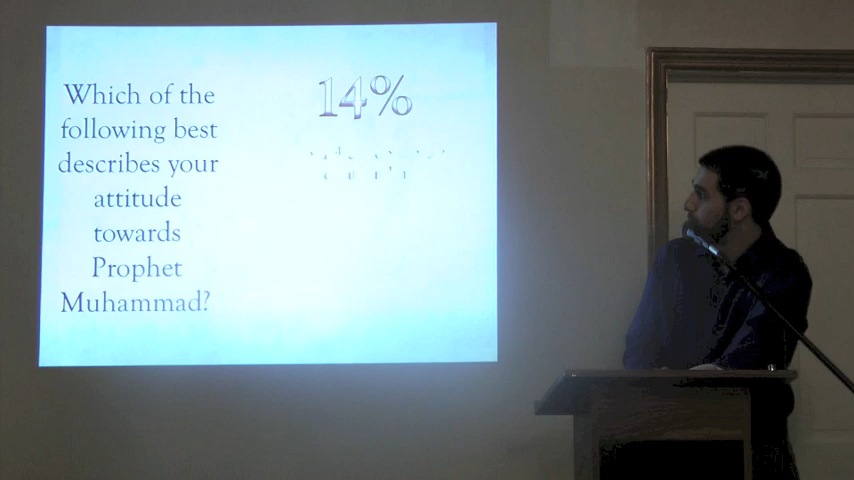 Which of the
following best
describes your
attitude
towards
Prophet
Muhammad?
14%